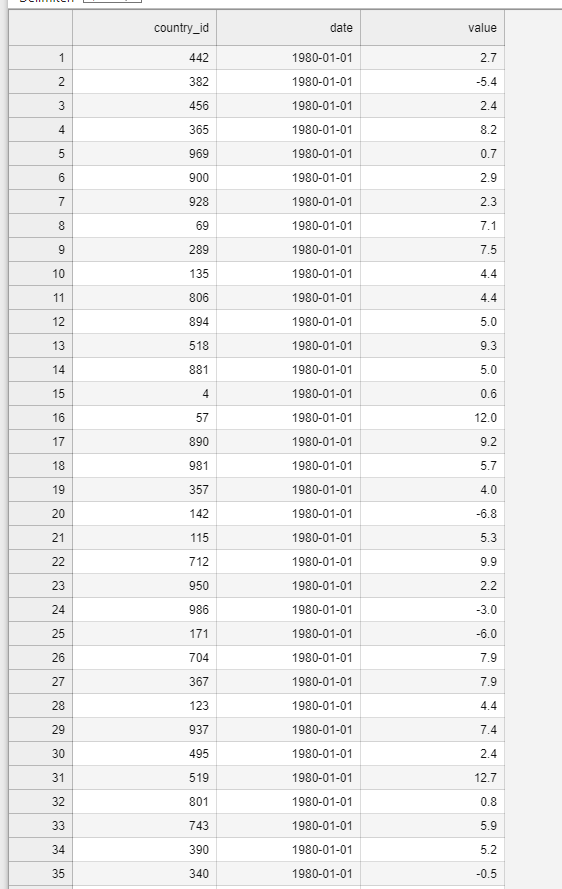 country_id date value
1 442 1980-01-01 2.7
2 382 1980-01-01 -5.4
3 456 1980-01-01 2.4
4 365 1980-01-01 8.2
5 969 1980-01-01 0.7
6 900 1980-01-01 2.9
7 928 1980-01-01 2.3
8 69 1980-01-01 7.1
9 289 1980-01-01 7.5
10 135 1980-01-01 4.4
11 806 1980-01-01 4.4
12 894 1980-01-01 5.0
13 518 1980-01-01 9.3
14 881 1980-01-01 5.0
15 4 1980-01-01 0.6
16 57 1980-01-01 12.0
17 890 1980-01-01 9.2
18 981 1980-01-01 5.7
19 357 1980-01-01 4.0
20 142 1980-01-01 -6.8
21 115 1980-01-01 5.3
22 712 1980-01-01 9.9
23 950 1980-01-01 2.2
24 986 1980-01-01 -3.0
25 171 1980-01-01 -6.0
26 704 1980-01-01 7.9
27 367 1980-01-01 7.9
28 123 1980-01-01 4.4
29 937 1980-01-01 7.4
30 495 1980-01-01 2.4
31 519 1980-01-01 12.7
32 801 1980-01-01 0.8
33 743 1980-01-01 5.9
34 390 1980-01-01 5.2
35 340 1980-01-01 -0.5